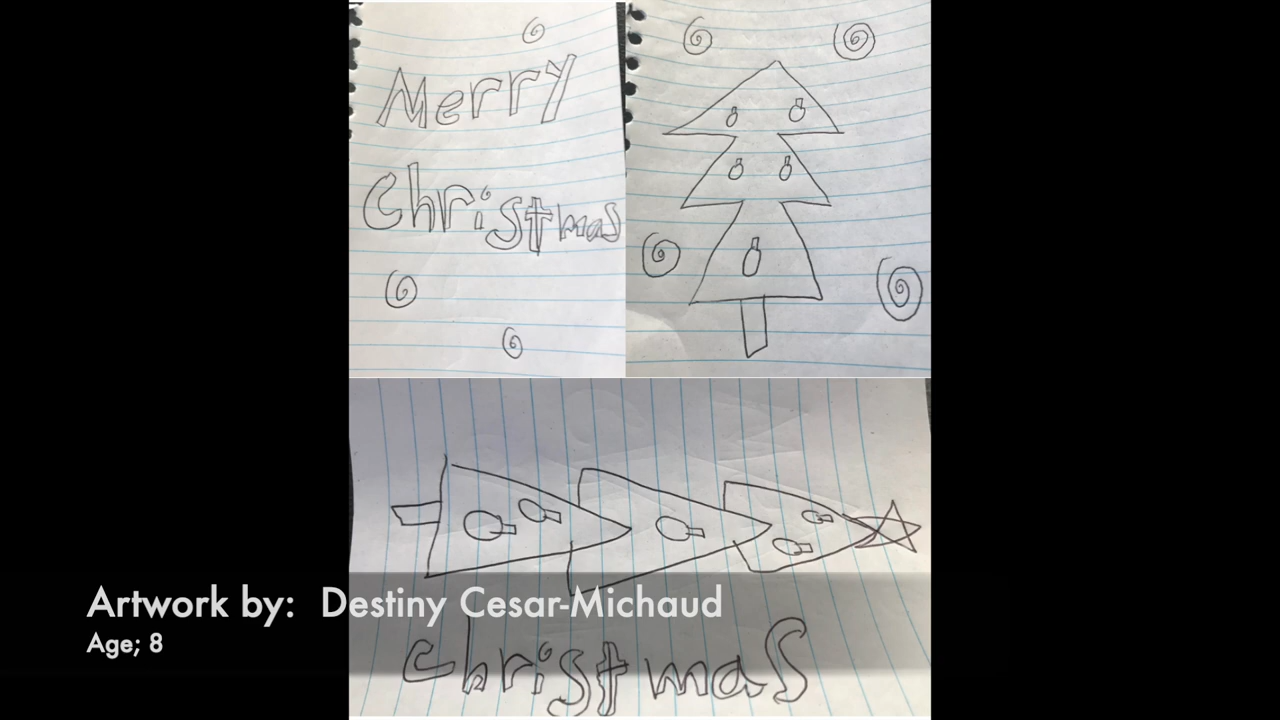 Merry
Christmas
Artwork by: Destiny Cesar-Michaud
Age; 8
Christmas